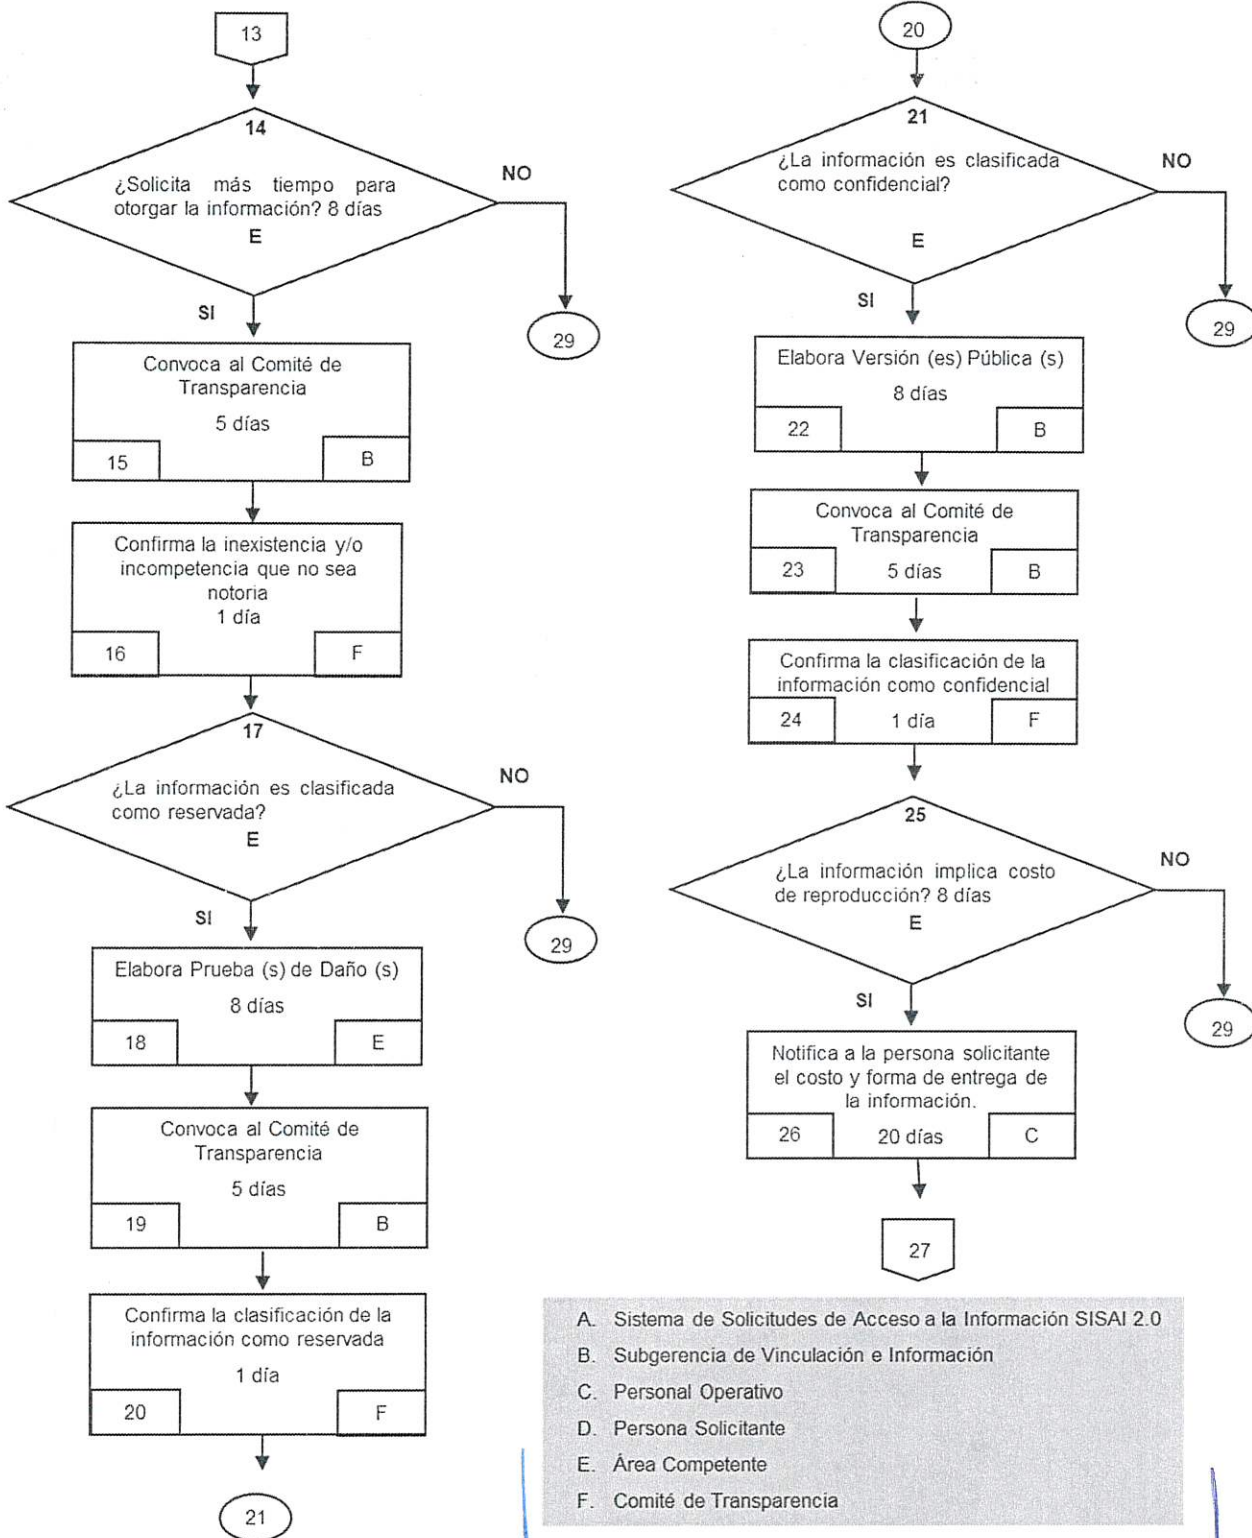 13
14
¿Solicita más tiempo para
otorgar la información? 8 días
E
NO
29
SI
Convoca al Comité de
Transparencia
5 días
15
B
Confirma la inexistencia y/o
incompetencia que no sea
notoria
1 día
16
F
17
¿La información es clasificada
como reservada?
E
NO
29
SI
Elabora Prueba (s) de Daño (s)
8 días
18
E
Convoca al Comité de
Transparencia
5 días
19
B
Confirma la clasificación de la
información como reservada
1 día
20
F
21
20
21
¿La información es clasificada
como confidencial?
E
NO
29
SI
Elabora Versión (es) Pública (s)
8 días
22
B
Convoca al Comité de
Transparencia
23
5 días
B
Confirma la clasificación de la
información como confidencial
24
1 día
F
25
¿La información implica costo
de reproducción? 8 días
E
NO
29
SI
Notifica a la persona solicitante
el costo y forma de entrega de
la información.
26
20 días
C
27
A. Sistema de Solicitudes de Acceso a la Información SISAI 2.0
B. Subgerencia de Vinculación e Información
C. Personal Operativo
D. Persona Solicitante
E. Área Competente
F. Comité de Transparencia